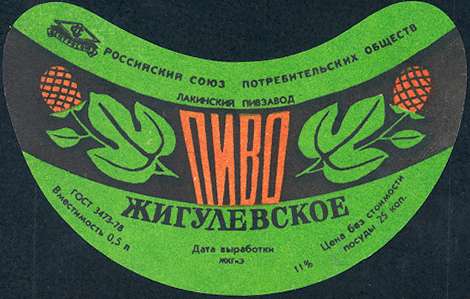 РОССИЙСКИЙ СОЮЗ ПОТРЕБИТЕЛЬСКИХ ОБЩЕСТВ
ЛАКИНСКИЙ ПИВЗАВОД
ПИВО
ЖИГУЛЕВСКОЕ
ГОСТ 3473-78
Вместимость 0,5 л
Дата выработки
Цена без стоимости
посуды 25 коп.
11%